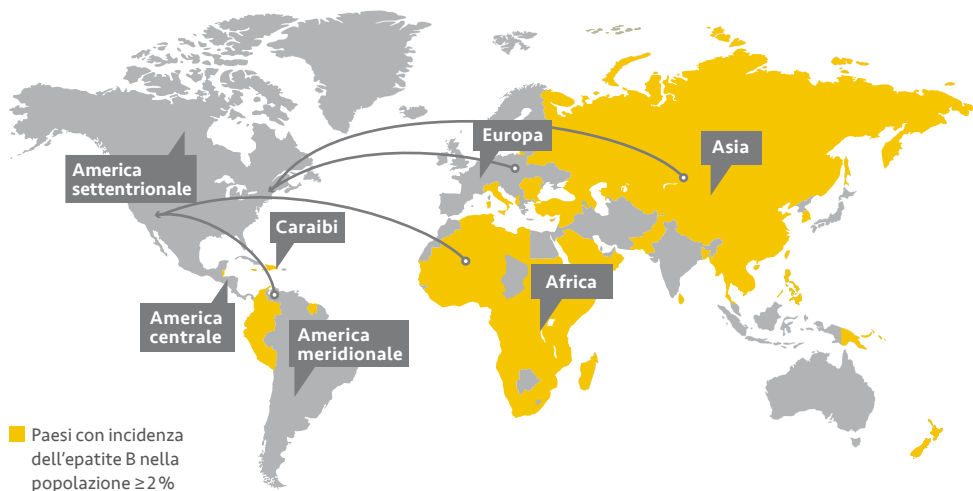 America
settentrionale
Europa
Asia
Caraibi
Africa
America
centrale
America
meridionale
Paesi con incidenza
dell’epatite B nella
popolazione ≥2 %